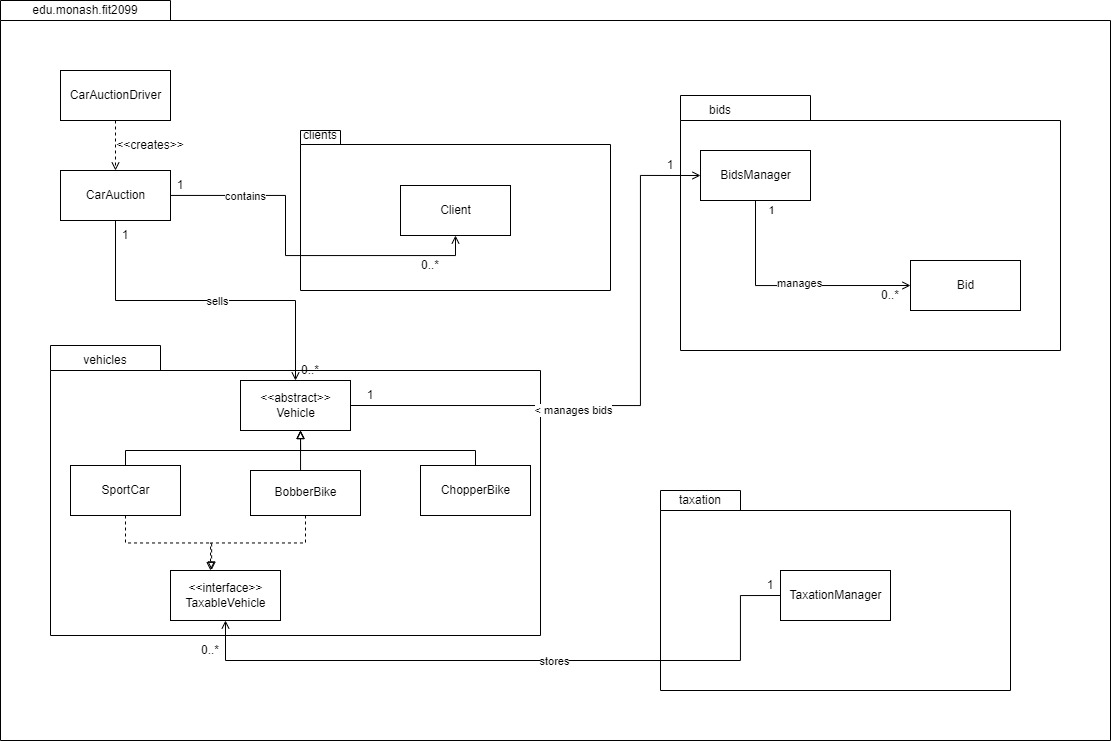 edu.monash.fit2099
CarAuctionDriver
<<creates>>
CarAuction
1
contains
1
clients
Client
0..*
bids
BidsManager
1
1
manages
0..*
Bid
sells
0..*
vehicles
<<abstract>>
Vehicle
1
< manages bids
SportCar
BobberBike
ChopperBike
<<interface>>
TaxableVehicle
0..*
stores
taxation
1
TaxationManager